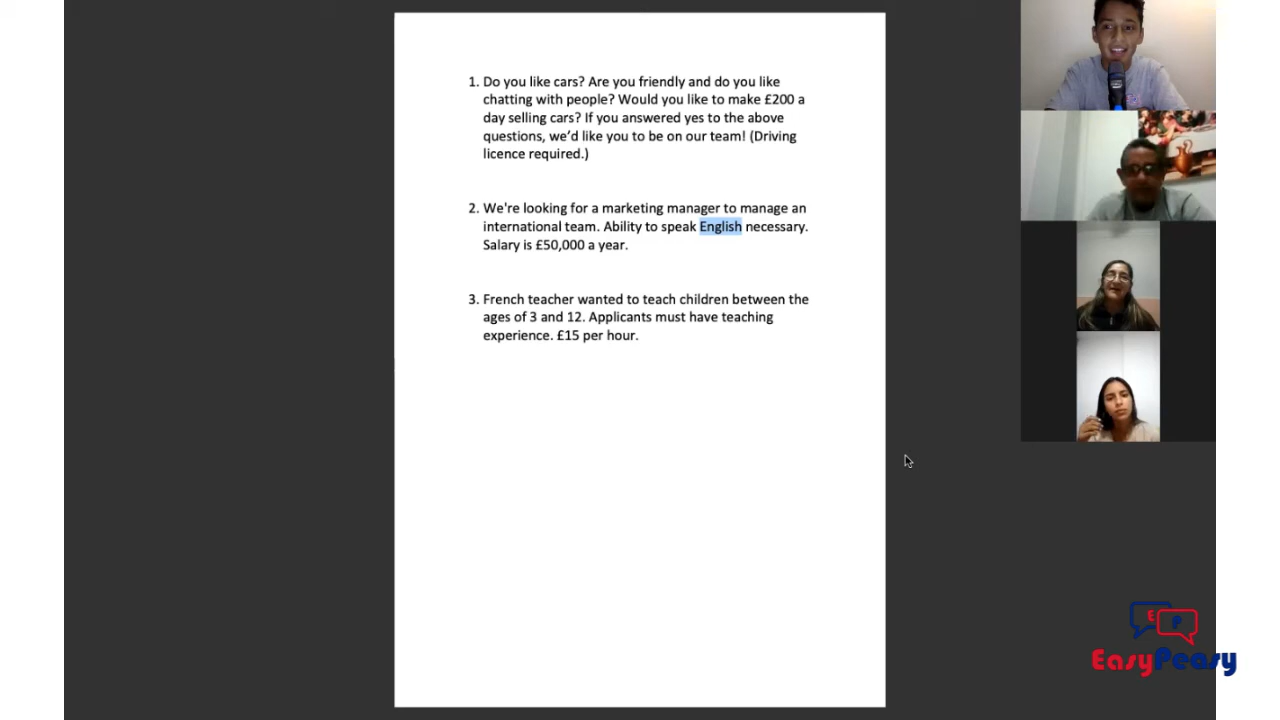 1. Do you like cars? Are you friendly and do you like
chatting with people? Would you like to make £200 a
day selling cars? If you answered yes to the above
questions, we’d like you to be on our team! (Driving
licence required.)
2. We're looking for a marketing manager to manage an
international team. Ability to speak English necessary.
Salary is £50,000 a year.
3. French teacher wanted to teach children between the
ages of 3 and 12. Applicants must have teaching
experience. £15 per hour.
E P
EasyPeasy